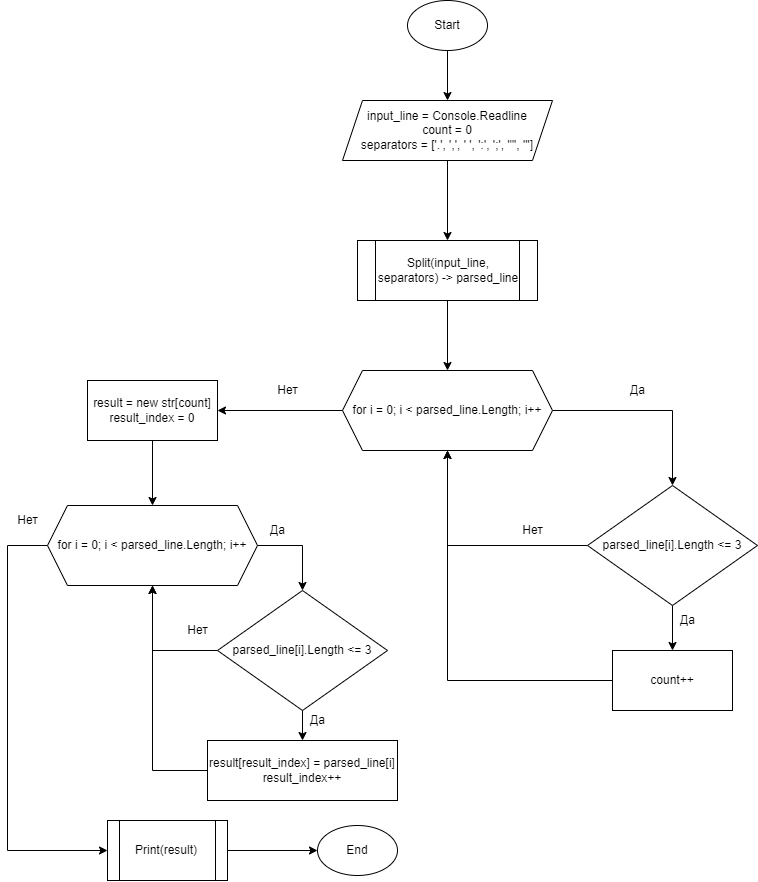 Start
input_line = Console.Readline
count = 0
separators = ['.', ',', ' ', ':', ';', '"', '"']
Split(input_line,
separators) -> parsed_line
Нет
Да
for i = 0; i < parsed_line.Length; i++
result = new str[count]
result_index = 0
Нет
Да
for i = 0; i < parsed_line.Length; i++
Нет
parsed_line[i].Length <= 3
Да
count++
Нет
parsed_line[i].Length <= 3
Да
result[result_index] = parsed_line[i]
result_index++
Print(result)
End